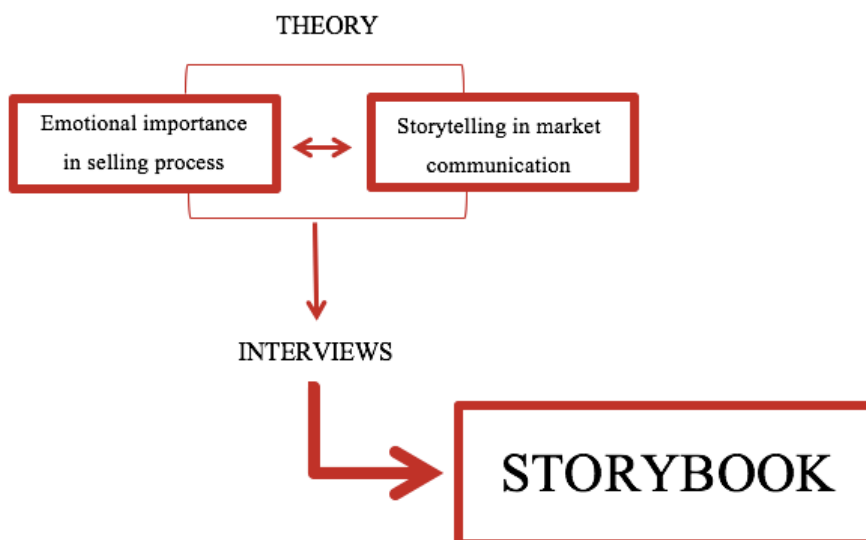 THEORY
Emotional importance
in selling process
Storytelling in market
communication
INTERVIEWS
STORYBOOK